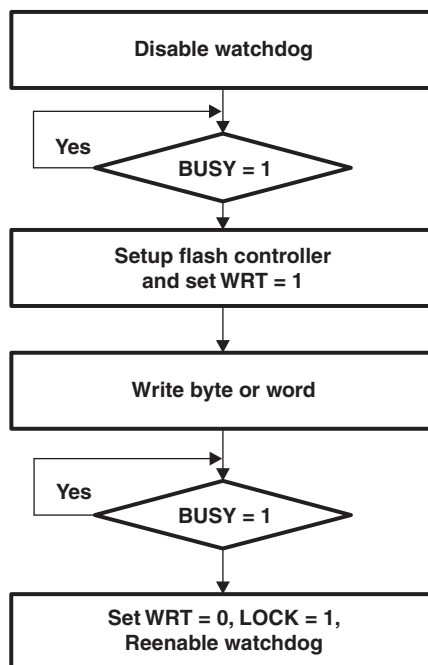 Disable watchdog
Yes
BUSY = 1
Setup flash controller
and set WRT = 1
Write byte or word
Yes
BUSY = 1
Set WRT = 0, LOCK = 1,
Reenable watchdog